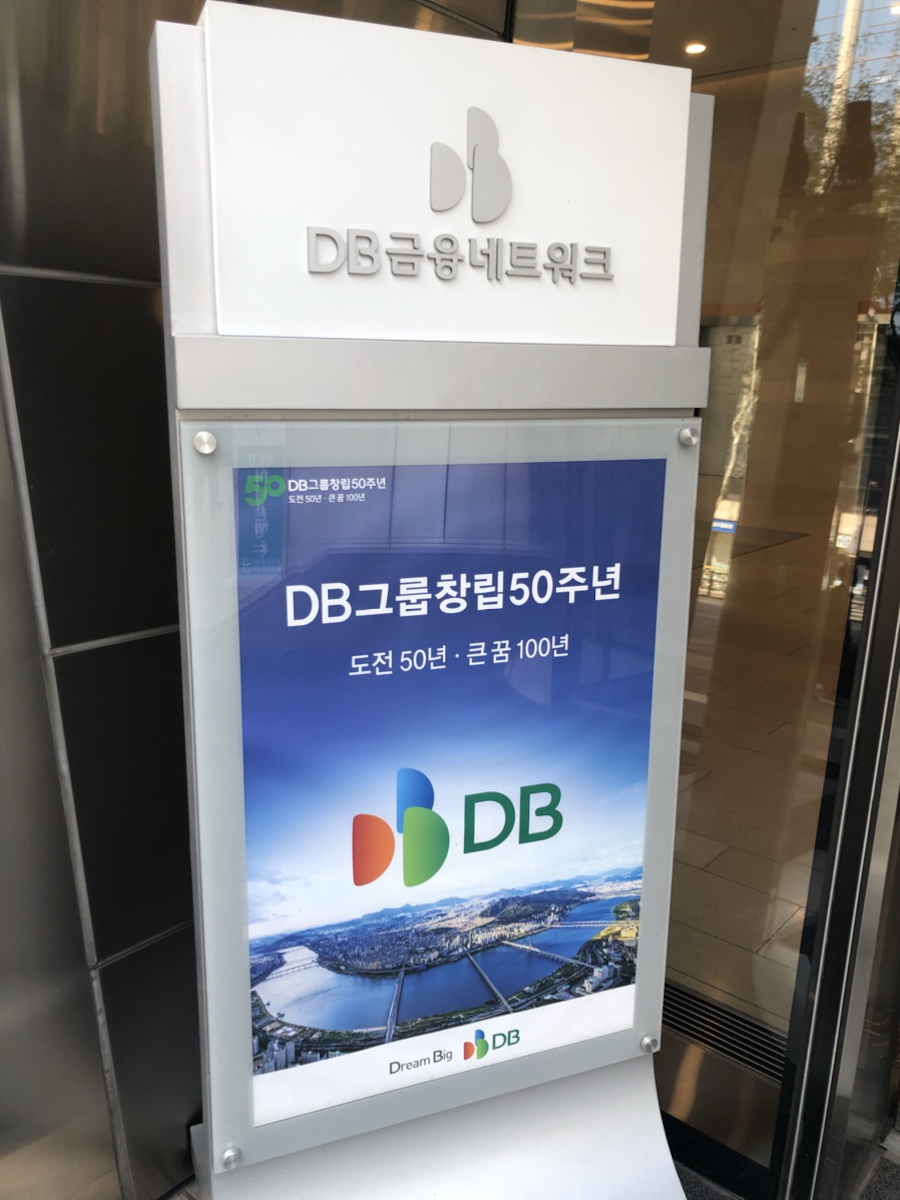 DB금융네트워크
50 DB그룹창립50주년
도전 50년 · 큰 꿈 100년
DB그룹창립50주년
도전 50년 · 큰 꿈 100년
DB
Dream Big DB